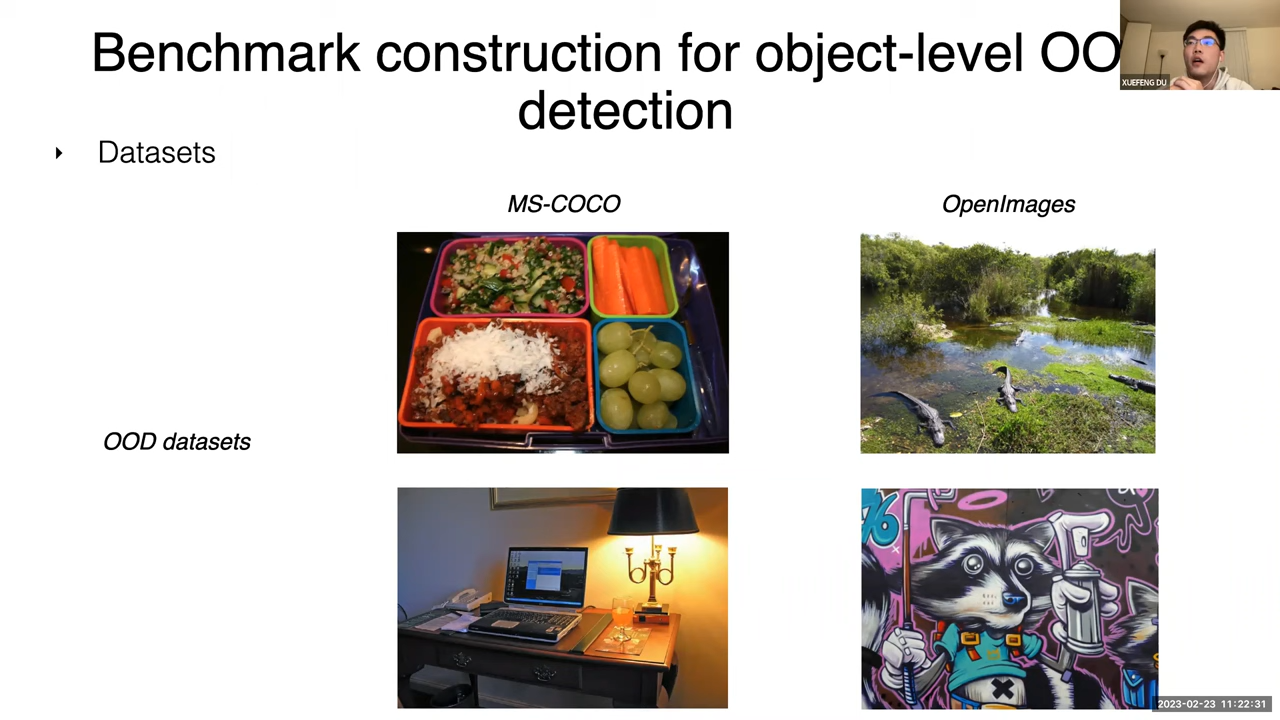 Benchmark construction for object-level OO
detection
Datasets
MS-COCO
OpenImages
OOD datasets
XUEFENG DU
2023-02-23 11:22:31